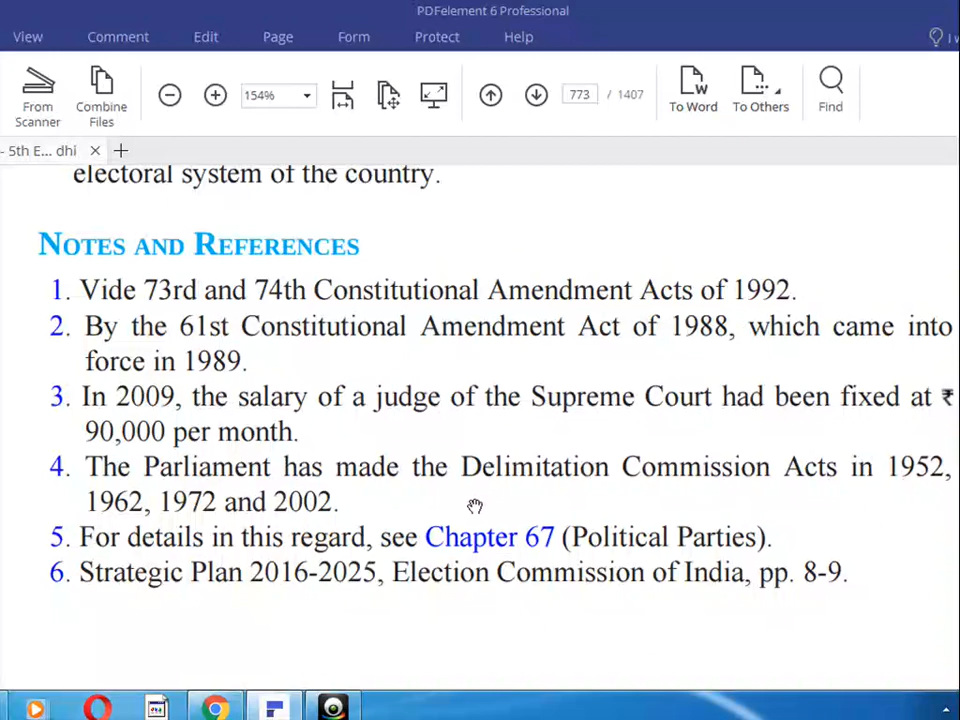 PDFelement 6 Professional
View Comment Edit Page Form Protect Help
154% 773 / 1407
From Scanner Combine Files To Word To Others Find
- 5th E... dhi
electoral system of the country.
NOTES AND REFERENCES
1. Vide 73rd and 74th Constitutional Amendment Acts of 1992.
2. By the 61st Constitutional Amendment Act of 1988, which came into
force in 1989.
3. In 2009, the salary of a judge of the Supreme Court had been fixed at ₹
90,000 per month.
4. The Parliament has made the Delimitation Commission Acts in 1952,
1962, 1972 and 2002.
5. For details in this regard, see Chapter 67 (Political Parties).
6. Strategic Plan 2016-2025, Election Commission of India, pp. 8-9.